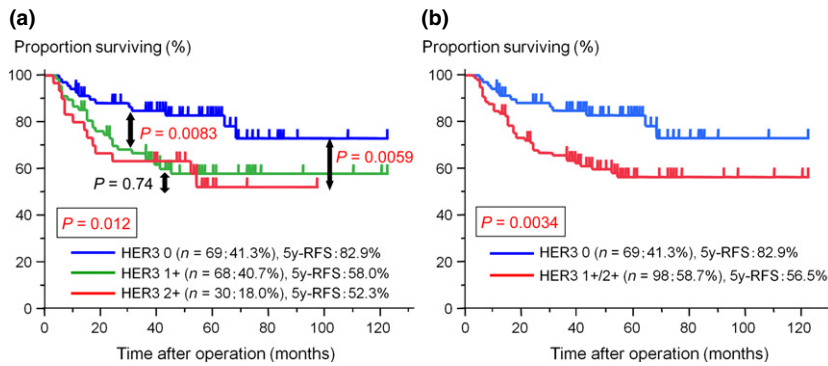 (a)
Proportion surviving (%)
100
80
60
40
20
0
P = 0.0083
P = 0.0059
P = 0.74
P = 0.012
HER3 0 (n = 69; 41.3%), 5y-RFS: 82.9%
HER3 1+ (n = 68; 40.7%), 5y-RFS: 58.0%
HER3 2+ (n = 30; 18.0%), 5y-RFS: 52.3%
0 20 40 60 80 100 120
Time after operation (months)
(b)
Proportion surviving (%)
100
80
60
40
20
0
P = 0.0034
HER3 0 (n = 69; 41.3%), 5y-RFS: 82.9%
HER3 1+/2+ (n = 98; 58.7%), 5y-RFS: 56.5%
0 20 40 60 80 100 120
Time after operation (months)